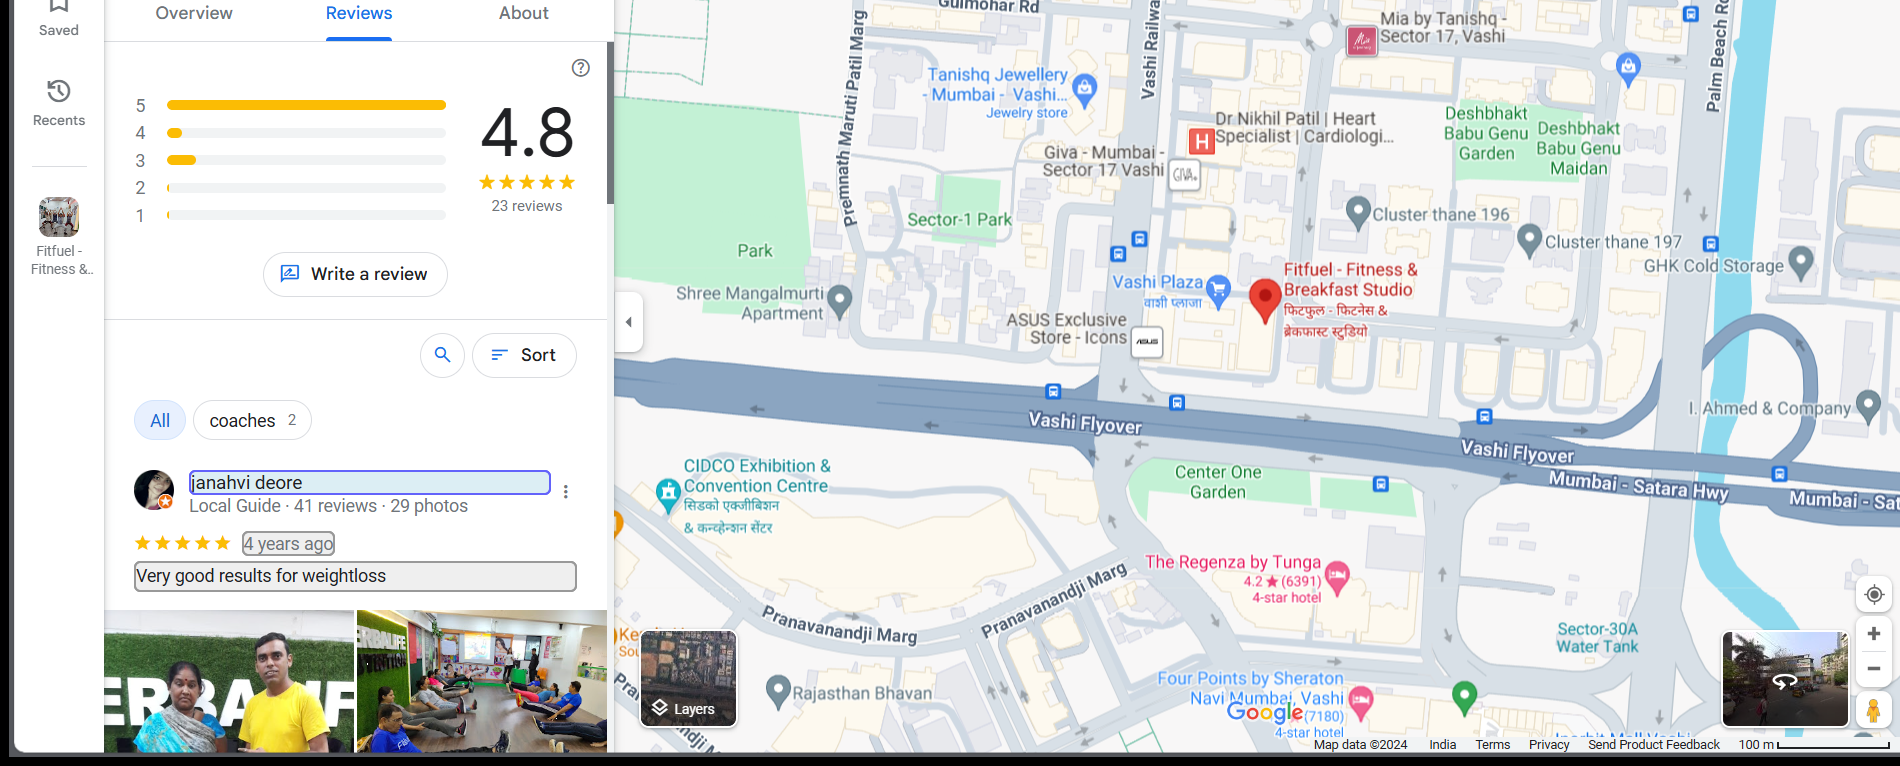 Saved
Recents
Fitfuel -
Fitness &..
Overview
Reviews
About
5
4
3
2
1
4.8
23 reviews
Write a review
Sort
All
coaches 2
janahvi deore
Local Guide · 41 reviews · 29 photos
4 years ago
Very good results for weightloss
Gulmohar Rd
Premnath Maruti Patil Marg
Vashi Railwa
Palm Beach Rd
Mia by Tanishq -
Sector 17, Vashi
Tanishq Jewellery
- Mumbai - Vashi...
Jewelry store
Dr Nikhil Patil | Heart
Specialist | Cardiologi...
H
Giva - Mumbai -
Sector 17 Vashi
GIVA
Deshbhakt
Babu Genu
Garden
Deshbhakt
Babu Genu
Maidan
Sector-1 Park
Park
Cluster thane 196
Cluster thane 197
GHK Cold Storage
Shree Mangalmurti
Apartment
Vashi Plaza
वाशी प्लाजा
Fitfuel - Fitness &
Breakfast Studio
फिटफुल - फिटनेस &
ब्रेकफास्ट स्टुडियो
ASUS Exclusive
Store - Icons
ASUS
I. Ahmed & Company
Vashi Flyover
Vashi Flyover
Mumbai - Satara Hwy
Mumbai - Sat
CIDCO Exhibition &
Convention Centre
सिडको एक्जीबिशन
& कन्व्हेन्शन सेंटर
Center One
Garden
The Regenza by Tunga
4.2 ★ (6391)
4-star hotel
Pranavanandji Marg
Pranavanandji Marg
Sector-30A
Water Tank
Rajasthan Bhavan
Four Points by Sheraton
Navi Mumbai, Vashi
(7180)
4-star hotel
Google
Layers
Inorbit Mall Vashi
Map data ©2024 India Terms Privacy Send Product Feedback 100 m